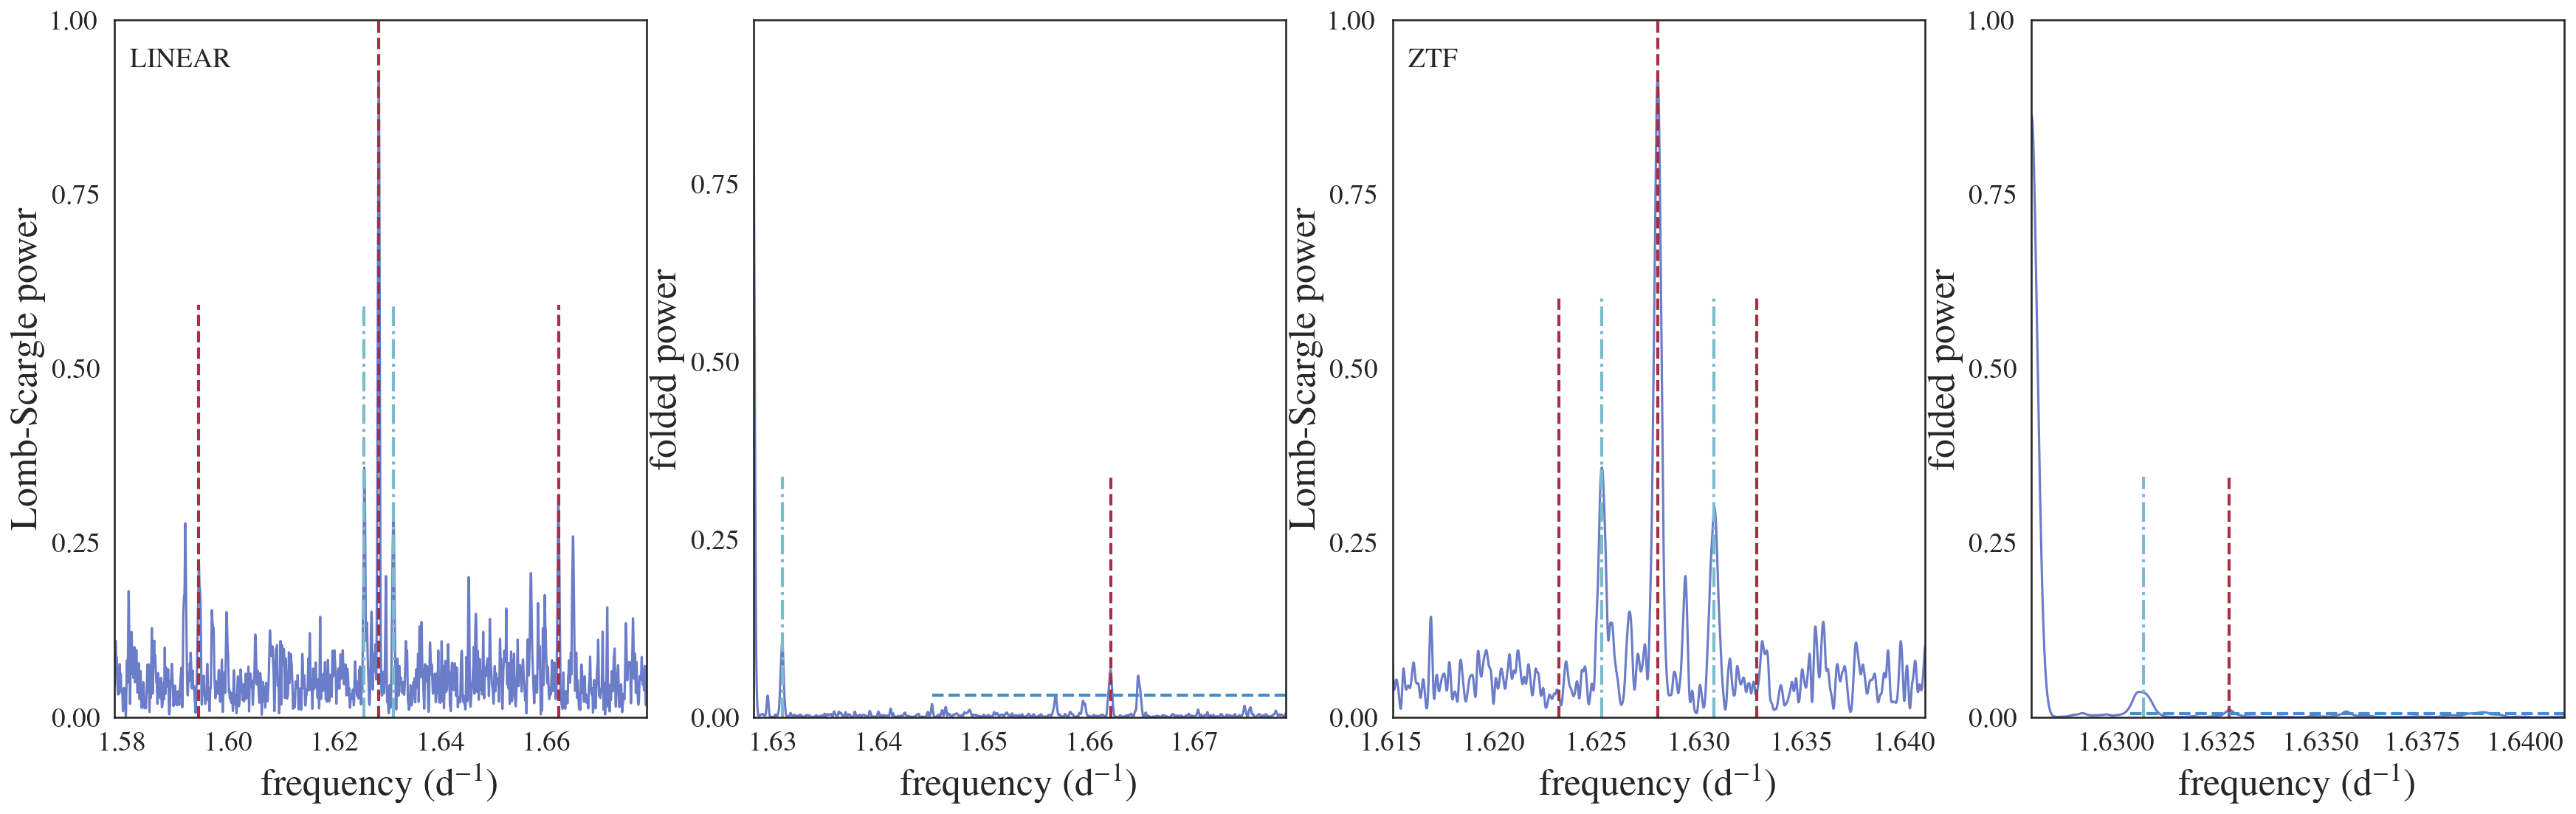 LINEAR
Lomb-Scargle power
1.00
0.75
0.50
0.25
0.00
1.58 1.60 1.62 1.64 1.66
frequency (d⁻¹)
folded power
0.75
0.50
0.25
0.00
1.63 1.64 1.65 1.66 1.67
frequency (d⁻¹)
ZTF
Lomb-Scargle power
1.00
0.75
0.50
0.25
0.00
1.615 1.620 1.625 1.630 1.635 1.640
frequency (d⁻¹)
folded power
1.00
0.75
0.50
0.25
0.00
1.6300 1.6325 1.6350 1.6375 1.6400
frequency (d⁻¹)